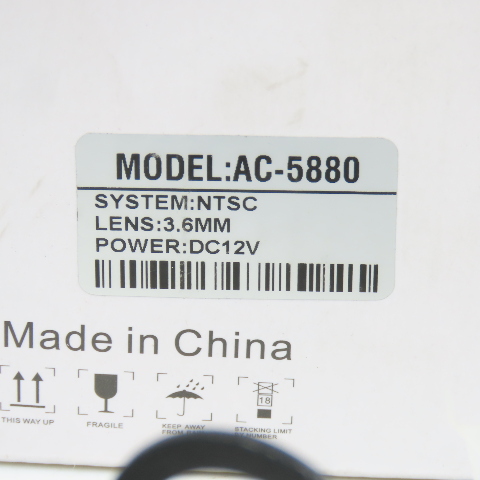 MODEL:AC-5880
SYSTEM:NTSC
LENS:3.6MM
POWER:DC12V
Made in China
18
THIS WAY UP
FRAGILE
KEEP AWAY
STACKING LIMIT
NUMBER